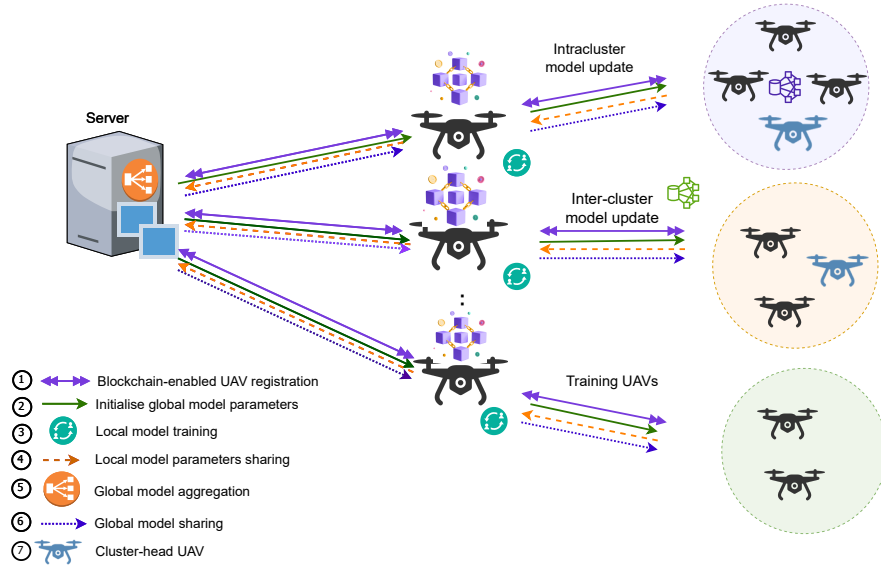 Intracluster
model update
Server
Inter-cluster
model update
Training UAVs
1 Blockchain-enabled UAV registration
2 Initialise global model parameters
3 Local model training
4 Local model parameters sharing
5 Global model aggregation
6 Global model sharing
7 Cluster-head UAV